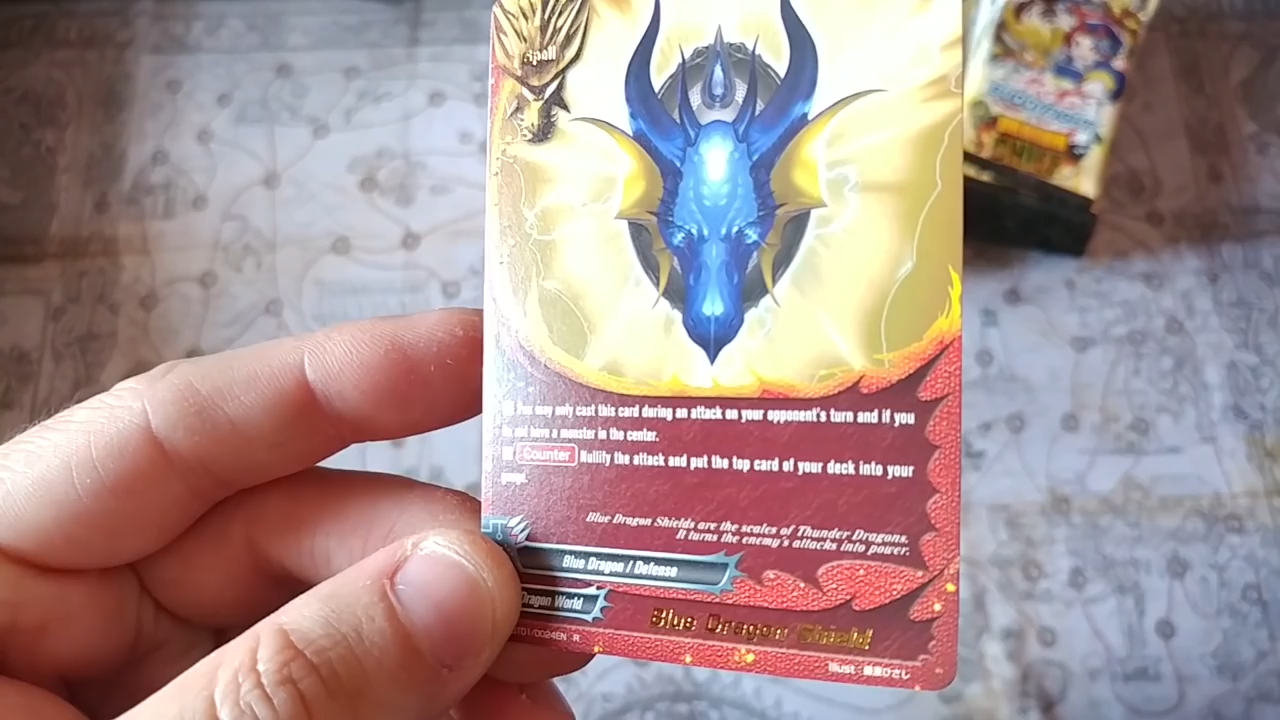 Spell
You may only cast this card during an attack on your opponent's turn and if you
do not have a monster in the center.
Counter Nullify the attack and put the top card of your deck into your
gauge.
Blue Dragon Shields are the scales of Thunder Dragons.
It turns the enemy's attacks into power.
Blue Dragon / Defense
Dragon World
Blue Dragon Shield
/0024EN R
Illust :